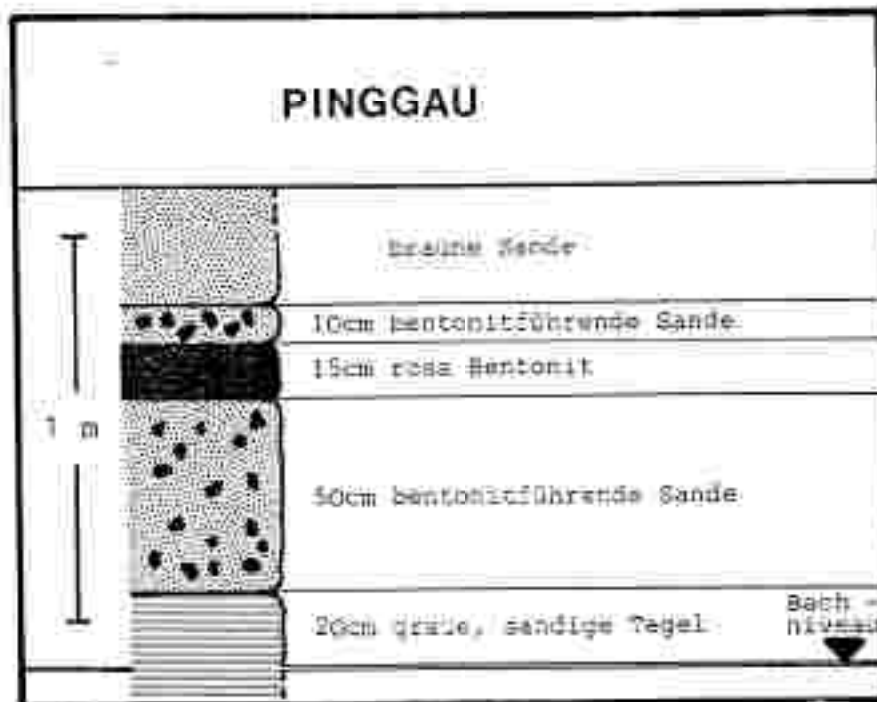 PINGGAU
braune Sande
10cm bentonitführende Sande
15cm rosa Bentonit
1 m
50cm bentonitführende Sande
20cm graue, sandige Tegel
Bach-
niveau